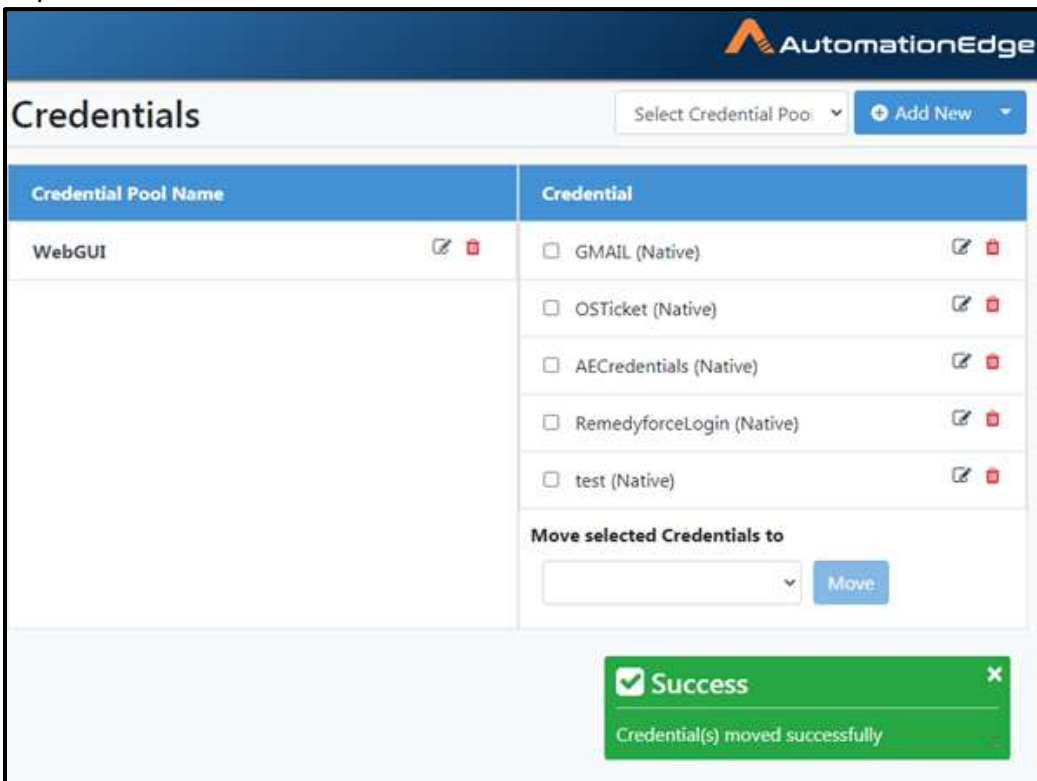 AutomationEdge
Credentials
Select Credential Poo
Add New
Credential Pool Name
Credential
WebGUI
GMAIL (Native)
OSTicket (Native)
AECredentials (Native)
RemedyforceLogin (Native)
test (Native)
Move selected Credentials to
Move
Success
Credential(s) moved successfully